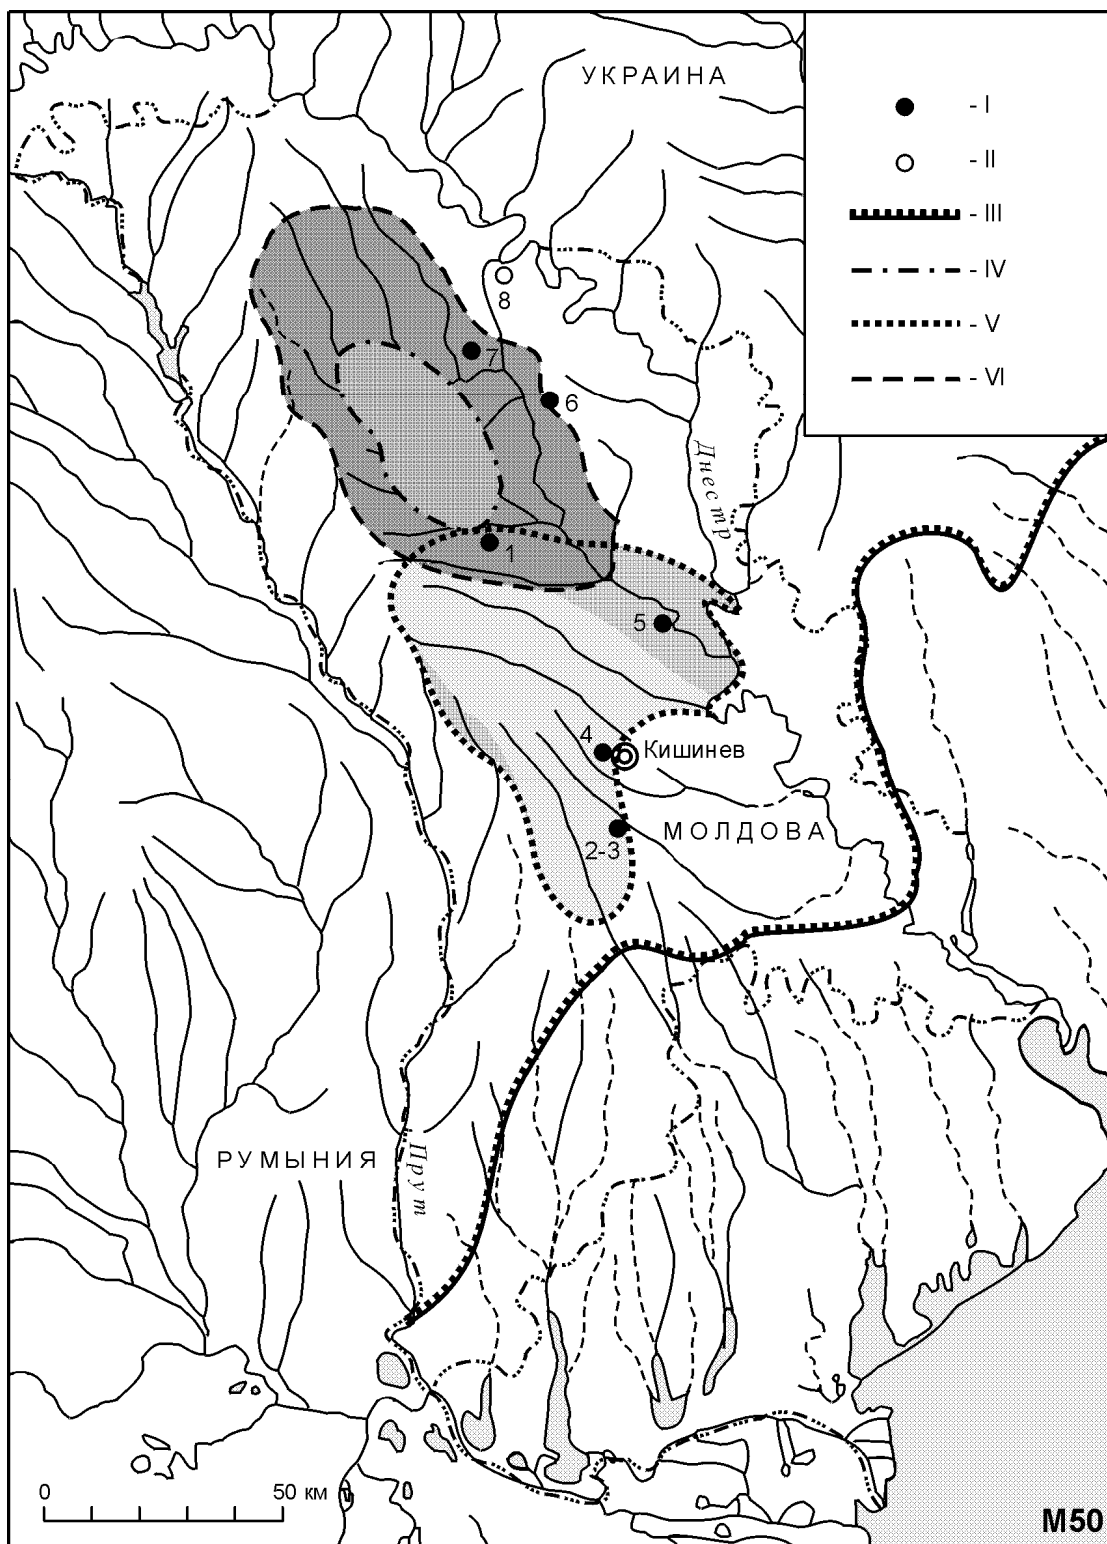 УКРАИНА
- I
- II
- III
- IV
- V
- VI
8
7
6
Днестр
1
5
4
Кишинев
МОЛДОВА
2-3
РУМЫНИЯ
Прут
0
50 км
М50